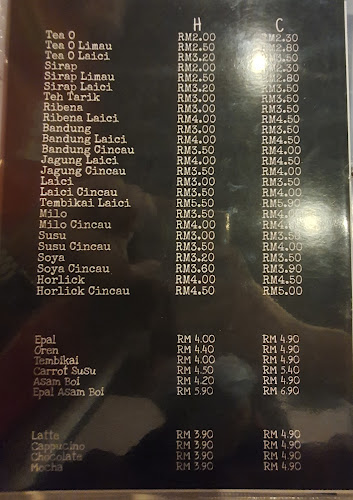 H C
Tea O RM2.00 RM2.30
Tea O Limau RM2.50 RM2.80
Tea O Laici RM3.20 RM3.50
Sirap RM2.00 RM2.30
Sirap Limau RM2.50 RM2.80
Sirap Laici RM3.20 RM3.50
Teh Tarik RM3.00 RM3.50
Ribena RM3.00 RM3.50
Ribena Laici RM4.00 RM4.50
Bandung RM3.00 RM3.50
Bandung Laici RM4.00 RM4.50
Bandung Cincau RM3.50 RM4.00
Jagung Laici RM4.00 RM4.50
Jagung Cincau RM3.50 RM4.00
Laici RM3.00 RM3.50
Laici Cincau RM3.50 RM4.00
Tembikai Laici RM5.50 RM5.90
Milo RM3.50 RM4.00
Milo Cincau RM4.00 RM4.50
Susu RM3.00 RM3.50
Susu Cincau RM3.50 RM4.00
Soya RM3.20 RM3.50
Soya Cincau RM3.60 RM3.90
Horlick RM4.00 RM4.50
Horlick Cincau RM4.50 RM5.00
Epal RM 4.00 RM 4.90
Oren RM 4.40 RM 4.90
Tembikai RM 4.00 RM 4.90
Carrot Susu RM 4.50 RM 5.40
Asam Boi RM 4.20 RM 4.90
Epal Asam Boi RM 5.90 RM 6.90
Latte RM 3.90 RM 4.90
Cappucino RM 3.90 RM 4.90
Chocolate RM 3.90 RM 4.90
Mocha RM 3.90 RM 4.90